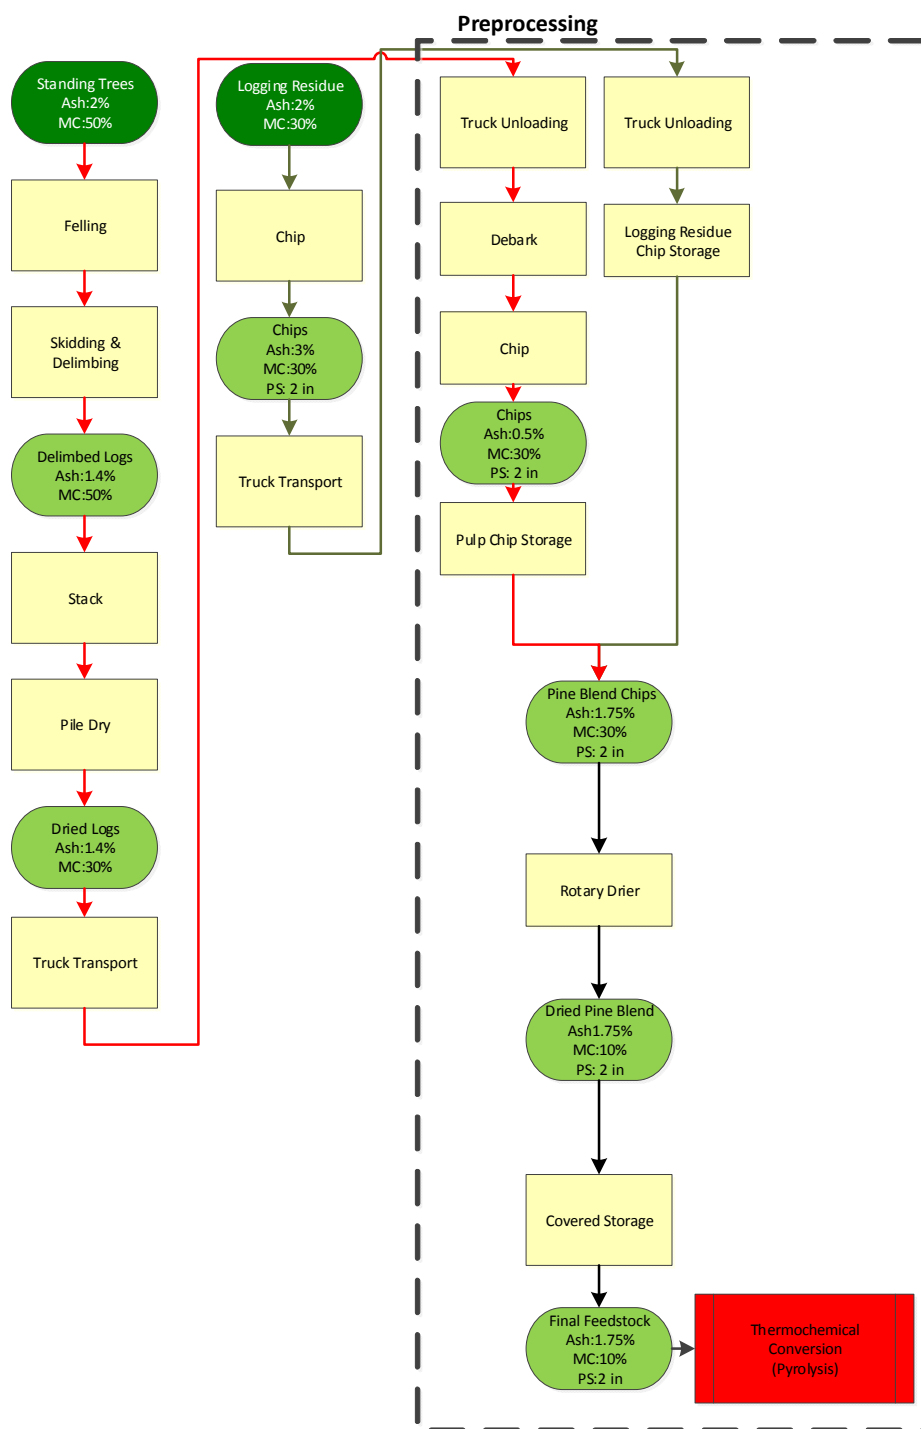 Preprocessing
Standing Trees
Ash:2%
MC:50%
Felling
Skidding &
Delimbing
Delimbed Logs
Ash:1.4%
MC:50%
Stack
Pile Dry
Dried Logs
Ash:1.4%
MC:30%
Truck Transport
Logging Residue
Ash:2%
MC:30%
Chip
Chips
Ash:3%
MC:30%
PS: 2 in
Truck Transport
Truck Unloading
Debark
Chip
Chips
Ash:0.5%
MC:30%
PS: 2 in
Pulp Chip Storage
Truck Unloading
Logging Residue
Chip Storage
Pine Blend Chips
Ash:1.75%
MC:30%
PS: 2 in
Rotary Drier
Dried Pine Blend
Ash1.75%
MC:10%
PS: 2 in
Covered Storage
Final Feedstock
Ash:1.75%
MC:10%
PS:2 in
Thermochemical
Conversion
(Pyrolysis)